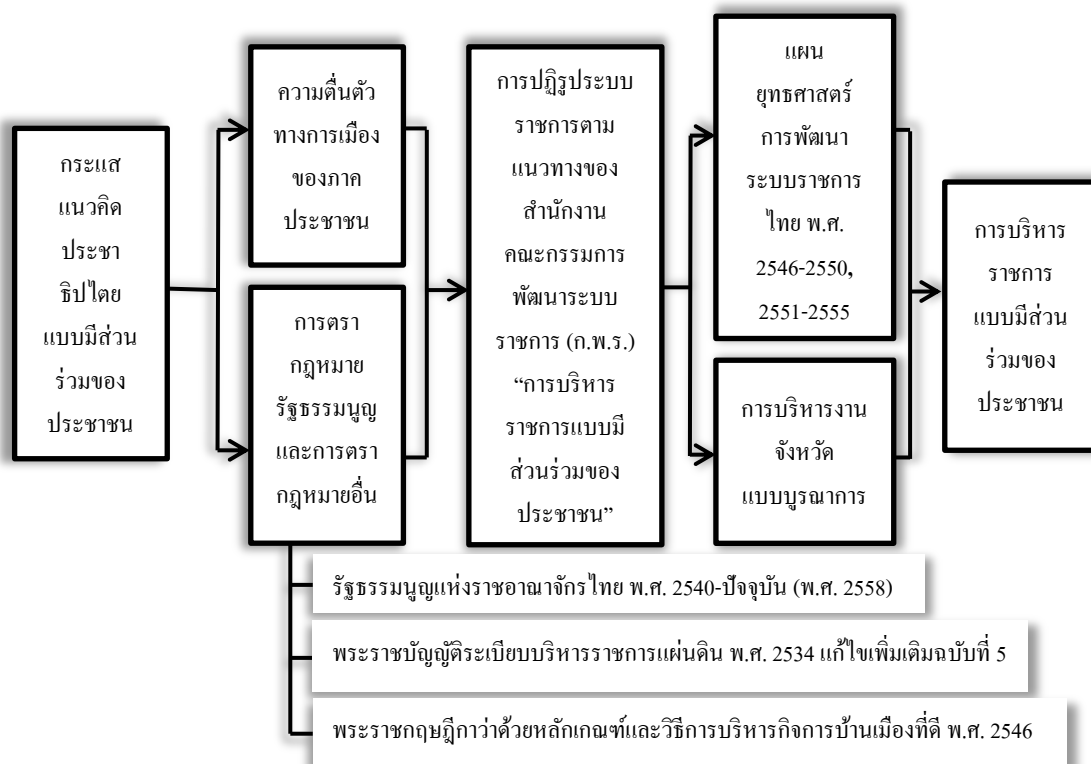 กระแส
แนวคิด
ประชา
ธิปไตย
แบบมีส่วน
ร่วมของ
ประชาชน
ความตื่นตัว
ทางการเมือง
ของภาค
ประชาชน
การตรา
กฎหมาย
รัฐธรรมนูญ
และการตรา
กฎหมายอื่น
การปฏิรูประบบ
ราชการตาม
แนวทางของ
สำนักงาน
คณะกรรมการ
พัฒนาระบบ
ราชการ (ก.พ.ร.)
“การบริหาร
ราชการแบบมี
ส่วนร่วมของ
ประชาชน”
แผน
ยุทธศาสตร์
การพัฒนา
ระบบราชการ
ไทย พ.ศ.
2546-2550,
2551-2555
การบริหารงาน
จังหวัด
แบบบูรณาการ
การบริหาร
ราชการ
แบบมีส่วน
ร่วมของ
ประชาชน
รัฐธรรมนูญแห่งราชอาณาจักรไทย พ.ศ. 2540-ปัจจุบัน (พ.ศ. 2558)
พระราชบัญญัติระเบียบบริหารราชการแผ่นดิน พ.ศ. 2534 แก้ไขเพิ่มเติมฉบับที่ 5
พระราชกฤษฎีกาว่าด้วยหลักเกณฑ์และวิธีการบริหารกิจการบ้านเมืองที่ดี พ.ศ. 2546